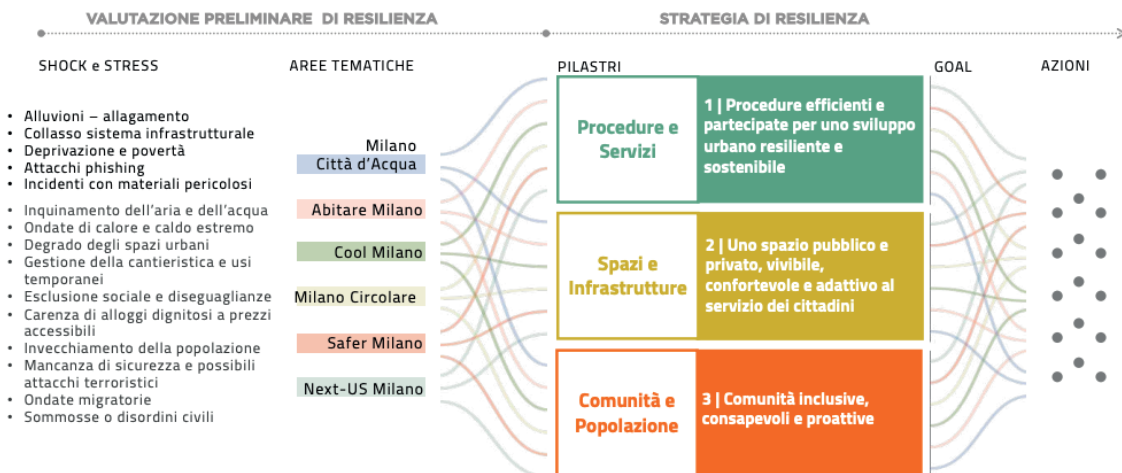 VALUTAZIONE PRELIMINARE DI RESILIENZA
STRATEGIA DI RESILIENZA
SHOCK e STRESS
AREE TEMATICHE
PILASTRI
GOAL
AZIONI
• Alluvioni – allagamento
• Collasso sistema infrastrutturale
• Deprivazione e povertà
• Attacchi phishing
• Incidenti con materiali pericolosi
• Inquinamento dell'aria e dell'acqua
• Ondate di calore e caldo estremo
• Degrado degli spazi urbani
• Gestione della cantieristica e usi
temporanei
• Esclusione sociale e diseguaglianze
• Carenza di alloggi dignitosi a prezzi
accessibili
• Invecchiamento della popolazione
• Mancanza di sicurezza e possibili
attacchi terroristici
• Ondate migratorie
• Sommosse o disordini civili
Milano
Città d'Acqua
Abitare Milano
Cool Milano
Milano Circolare
Safer Milano
Next-US Milano
Procedure e
Servizi
1 | Procedure efficienti e
partecipate per uno sviluppo
urbano resiliente e
sostenibile
Spazi e
Infrastrutture
2 | Uno spazio pubblico e
privato, vivibile,
confortevole e adattivo al
servizio dei cittadini
Comunità e
Popolazione
3 | Comunità inclusive,
consapevoli e proattive